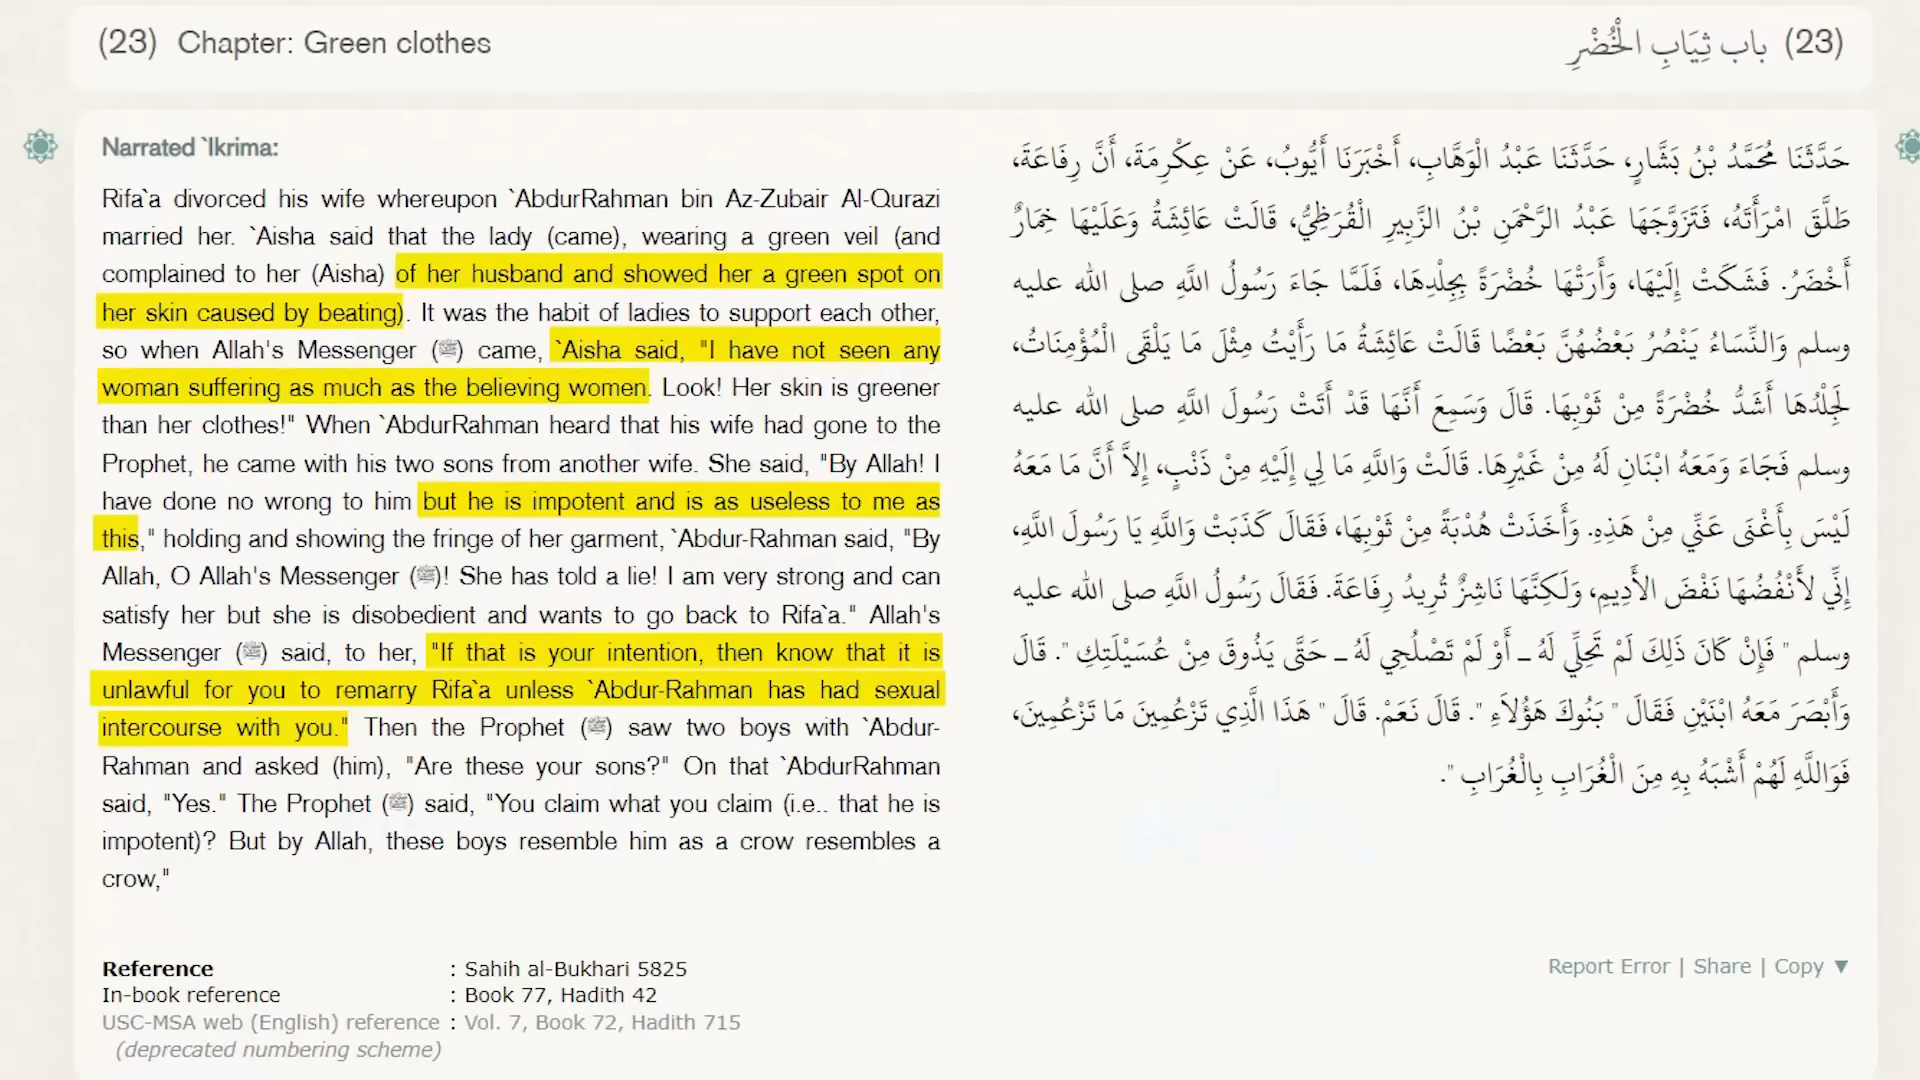 (23) Chapter: Green clothes
(23) باب ثِيَابِ الْخُضْرِ
Narrated `Ikrima:
Rifa`a divorced his wife whereupon `AbdurRahman bin Az-Zubair Al-Qurazi
married her. `Aisha said that the lady (came), wearing a green veil (and
complained to her (Aisha) of her husband and showed her a green spot on
her skin caused by beating). It was the habit of ladies to support each other,
so when Allah's Messenger (ﷺ) came, `Aisha said, "I have not seen any
woman suffering as much as the believing women. Look! Her skin is greener
than her clothes!" When `AbdurRahman heard that his wife had gone to the
Prophet, he came with his two sons from another wife. She said, "By Allah! I
have done no wrong to him but he is impotent and is as useless to me as
this," holding and showing the fringe of her garment, `Abdur-Rahman said, "By
Allah, O Allah's Messenger (ﷺ)! She has told a lie! I am very strong and can
satisfy her but she is disobedient and wants to go back to Rifa`a." Allah's
Messenger (ﷺ) said, to her, "If that is your intention, then know that it is
unlawful for you to remarry Rifa`a unless `Abdur-Rahman has had sexual
intercourse with you." Then the Prophet (ﷺ) saw two boys with `Abdur-
Rahman and asked (him), "Are these your sons?" On that `AbdurRahman
said, "Yes." The Prophet (ﷺ) said, "You claim what you claim (i.e.. that he is
impotent)? But by Allah, these boys resemble him as a crow resembles a
crow,"
حَدَّثَنَا مُحَمَّدُ بْنُ بَشَّارٍ، حَدَّثَنَا عَبْدُ الْوَهَّابِ، أَخْبَرَنَا أَيُّوبُ، عَنْ عِكْرِمَةَ، أَنَّ رِفَاعَةَ،
طَلَّقَ امْرَأَتَهُ، فَتَزَوَّجَهَا عَبْدُ الرَّحْمَنِ بْنُ الزَّبِيرِ الْقُرَظِيُّ، قَالَتْ عَائِشَةُ وَعَلَيْهَا خِمَارٌ
أَخْضَرُ. فَشَكَتْ إِلَيْهَا، وَأَرَتْهَا خُضْرَةً بِجِلْدِهَا، فَلَمَّا جَاءَ رَسُولُ اللَّهِ صلى الله عليه
وسلم وَالنِّسَاءُ يَنْصُرُ بَعْضُهُنَّ بَعْضًا قَالَتْ عَائِشَةُ مَا رَأَيْتُ مِثْلَ مَا يَلْقَى الْمُؤْمِنَاتُ،
لَجِلْدُهَا أَشَدُّ خُضْرَةً مِنْ ثَوْبِهَا. قَالَ وَسَمِعَ أَنَّهَا قَدْ أَتَتْ رَسُولَ اللَّهِ صلى الله عليه
وسلم فَجَاءَ وَمَعَهُ ابْنَانِ لَهُ مِنْ غَيْرِهَا. قَالَتْ وَاللَّهِ مَا لِي إِلَيْهِ مِنْ ذَنْبٍ، إِلاَّ أَنَّ مَا مَعَهُ
لَيْسَ بِأَغْنَى عَنِّي مِنْ هَذِهِ. وَأَخَذَتْ هُدْبَةً مِنْ ثَوْبِهَا، فَقَالَ كَذَبَتْ وَاللَّهِ يَا رَسُولَ اللَّهِ،
إِنِّي لأَنْفُضُهَا نَفْضَ الأَدِيمِ، وَلَكِنَّهَا نَاشِزٌ تُرِيدُ رِفَاعَةَ. فَقَالَ رَسُولُ اللَّهِ صلى الله عليه
وسلم " فَإِنْ كَانَ ذَلِكَ لَمْ تَحِلِّي لَهُ ـ أَوْ لَمْ تَصْلُحِي لَهُ ـ حَتَّى يَذُوقَ مِنْ عُسَيْلَتِكِ ". قَالَ
وَأَبْصَرَ مَعَهُ ابْنَيْنِ فَقَالَ " بَنُوكَ هَؤُلاَءِ ". قَالَ نَعَمْ. قَالَ " هَذَا الَّذِي تَزْعُمِينَ مَا تَزْعُمِينَ،
فَوَاللَّهِ لَهُمْ أَشْبَهُ بِهِ مِنَ الْغُرَابِ بِالْغُرَابِ ".
Reference : Sahih al-Bukhari 5825
In-book reference : Book 77, Hadith 42
USC-MSA web (English) reference : Vol. 7, Book 72, Hadith 715
(deprecated numbering scheme)
Report Error | Share | Copy ▼